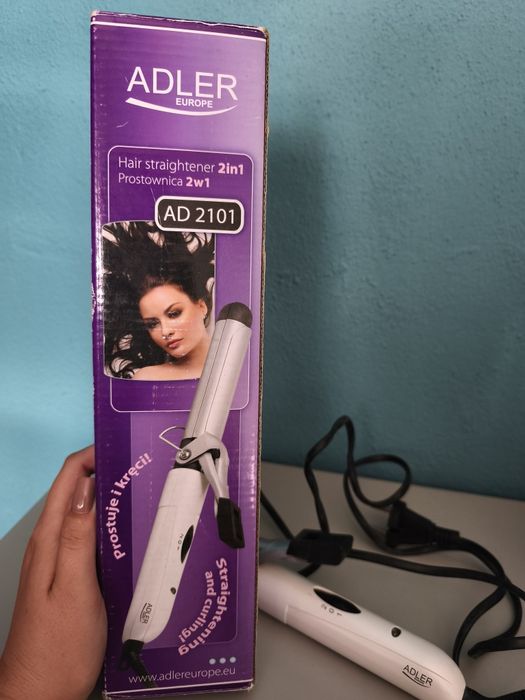 ADLER
EUROPE
Hair straightener 2in1
Prostownica 2w1
AD 2101
Prostuje i kręci!
Straightening
and curling!
ADLER
www.adlereurope.eu
ADLER